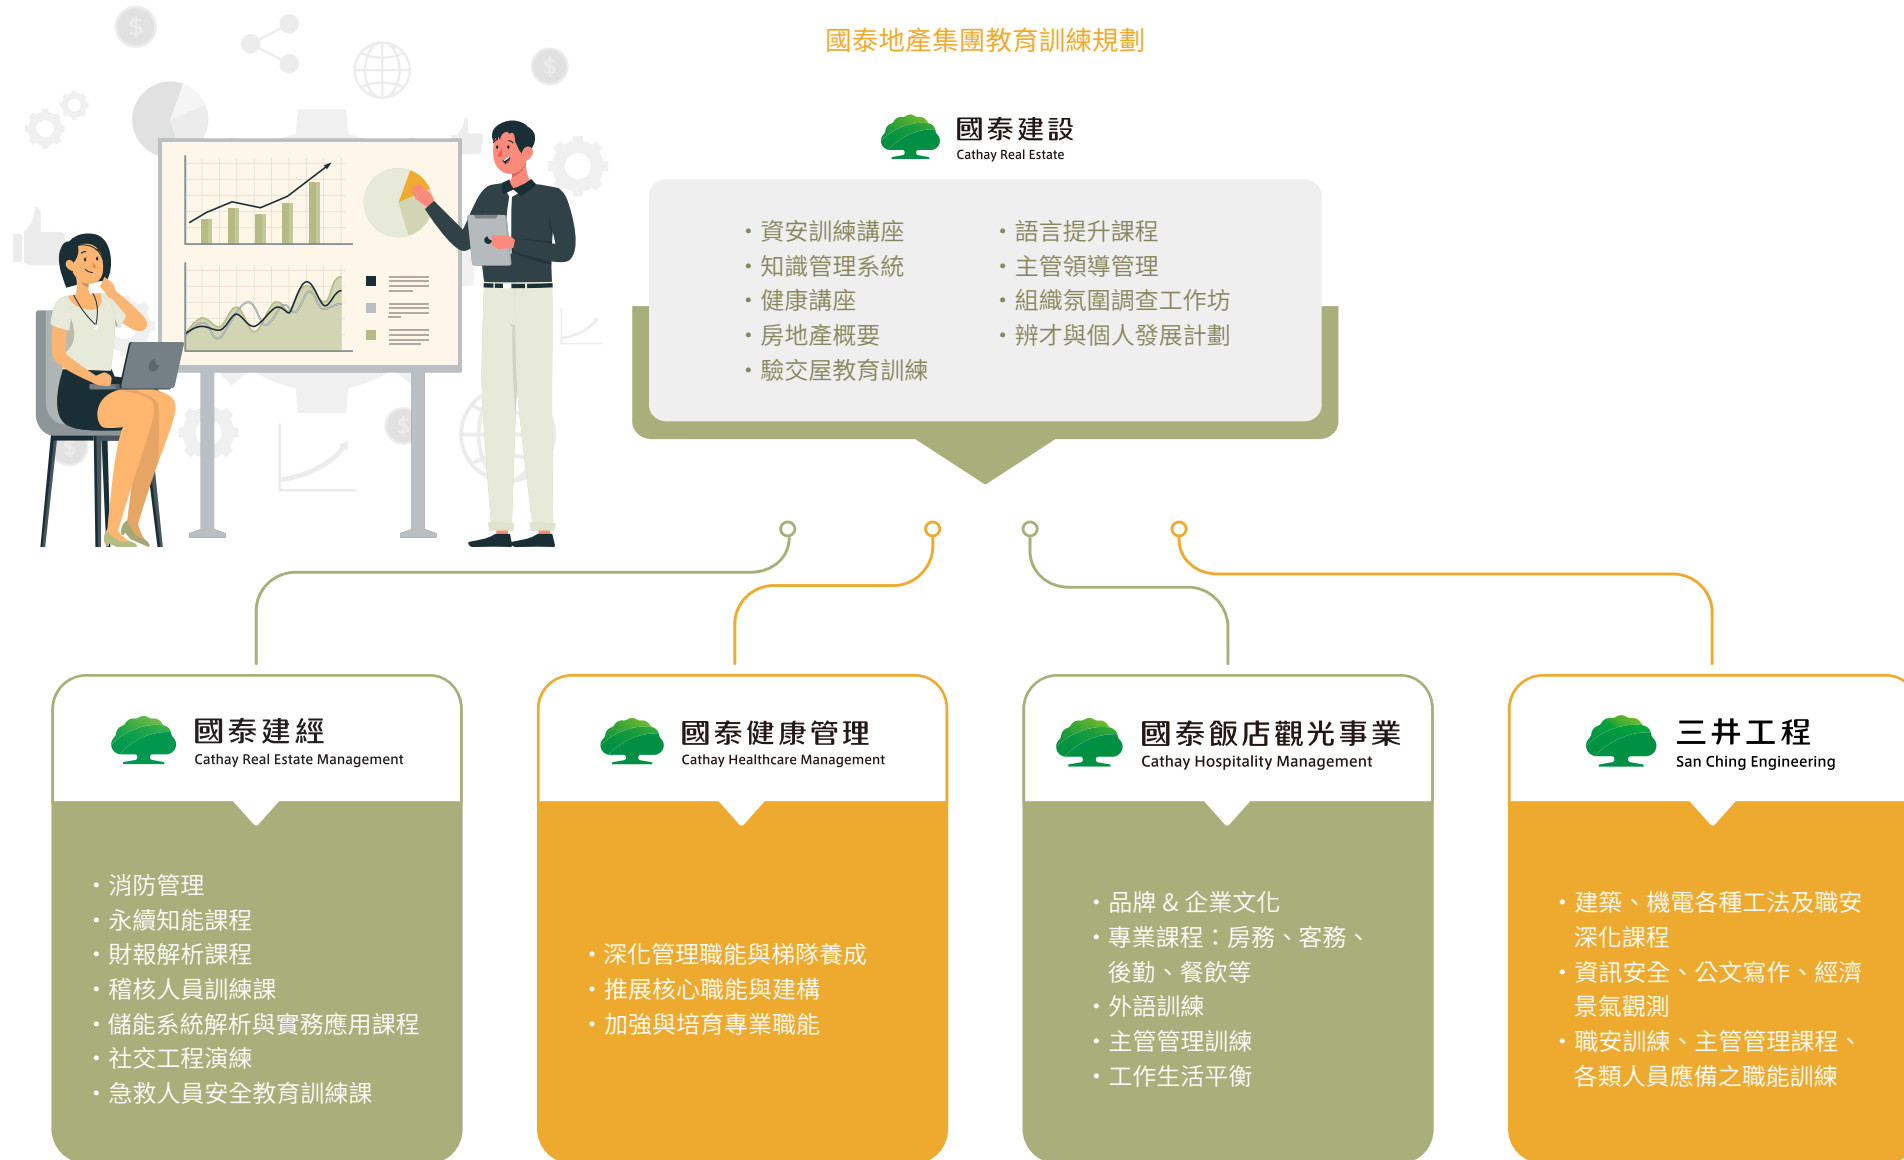 國泰地產集團教育訓練規劃
國泰建設
Cathay Real Estate
・資安訓練講座
・知識管理系統
・健康講座
・房地產概要
・驗交屋教育訓練
・語言提升課程
・主管領導管理
・組織氛圍調查工作坊
・辨才與個人發展計劃
國泰建經
Cathay Real Estate Management
・消防管理
・永續知能課程
・財報解析課程
・稽核人員訓練課
・儲能系統解析與實務應用課程
・社交工程演練
・急救人員安全教育訓練課
國泰健康管理
Cathay Healthcare Management
・深化管理職能與梯隊養成
・推展核心職能與建構
・加強與培育專業職能
國泰飯店觀光事業
Cathay Hospitality Management
・品牌 & 企業文化
・專業課程：房務、客務、
後勤、餐飲等
・外語訓練
・主管管理訓練
・工作生活平衡
三井工程
San Ching Engineering
・建築、機電各種工法及職安
深化課程
・資訊安全、公文寫作、經濟
景氣觀測
・職安訓練、主管管理課程、
各類人員應備之職能訓練